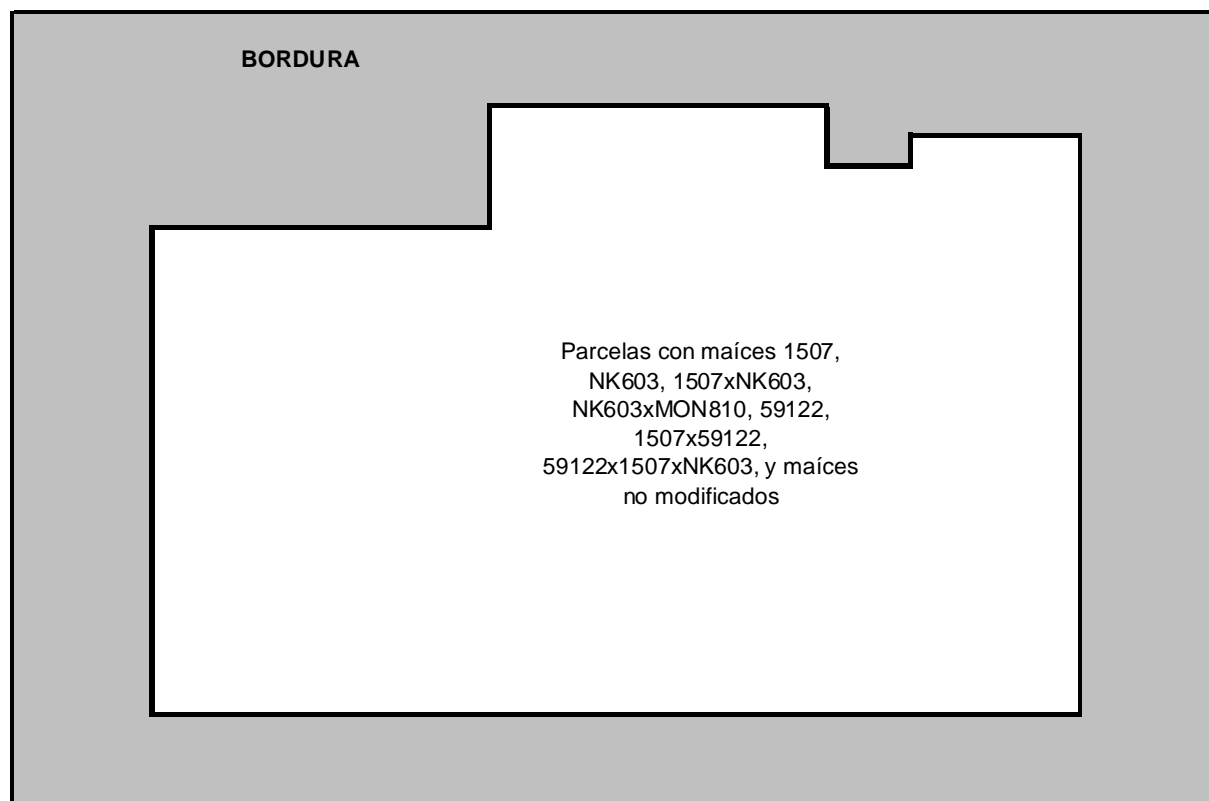 BORDURA
Parcelas con maíces 1507,
NK603, 1507xNK603,
NK603xMON810, 59122,
1507x59122,
59122x1507xNK603, y maíces
no modificados